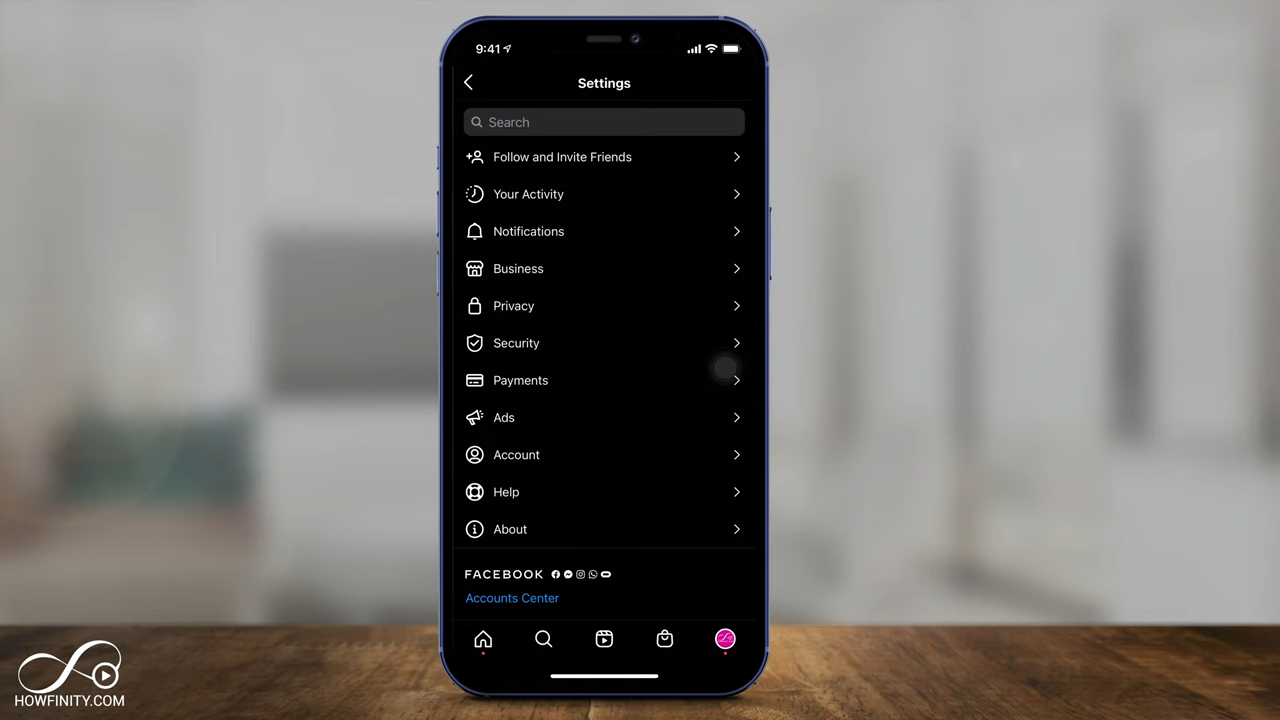 9:41
Settings
Search
Follow and Invite Friends
Your Activity
Notifications
Business
Privacy
Security
Payments
Ads
Account
Help
About
FACEBOOK
Accounts Center
HOWFINITY.COM